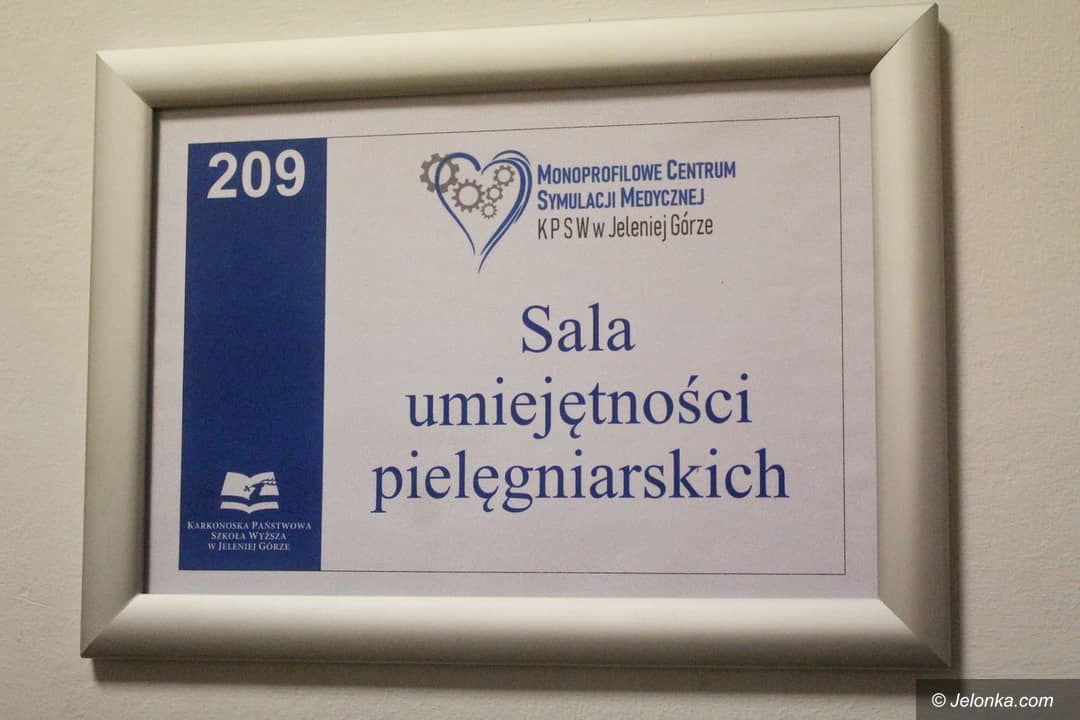 209
MONOPROFILOWE CENTRUM
SYMULACJI MEDYCZNEJ
KPSW w Jeleniej Górze
Sala
umiejętności
pielęgniarskich
KARKONOSKA PAŃSTWOWA
SZKOŁA WYŻSZA
W JELENIEJ GÓRZE
© Jelonka.com